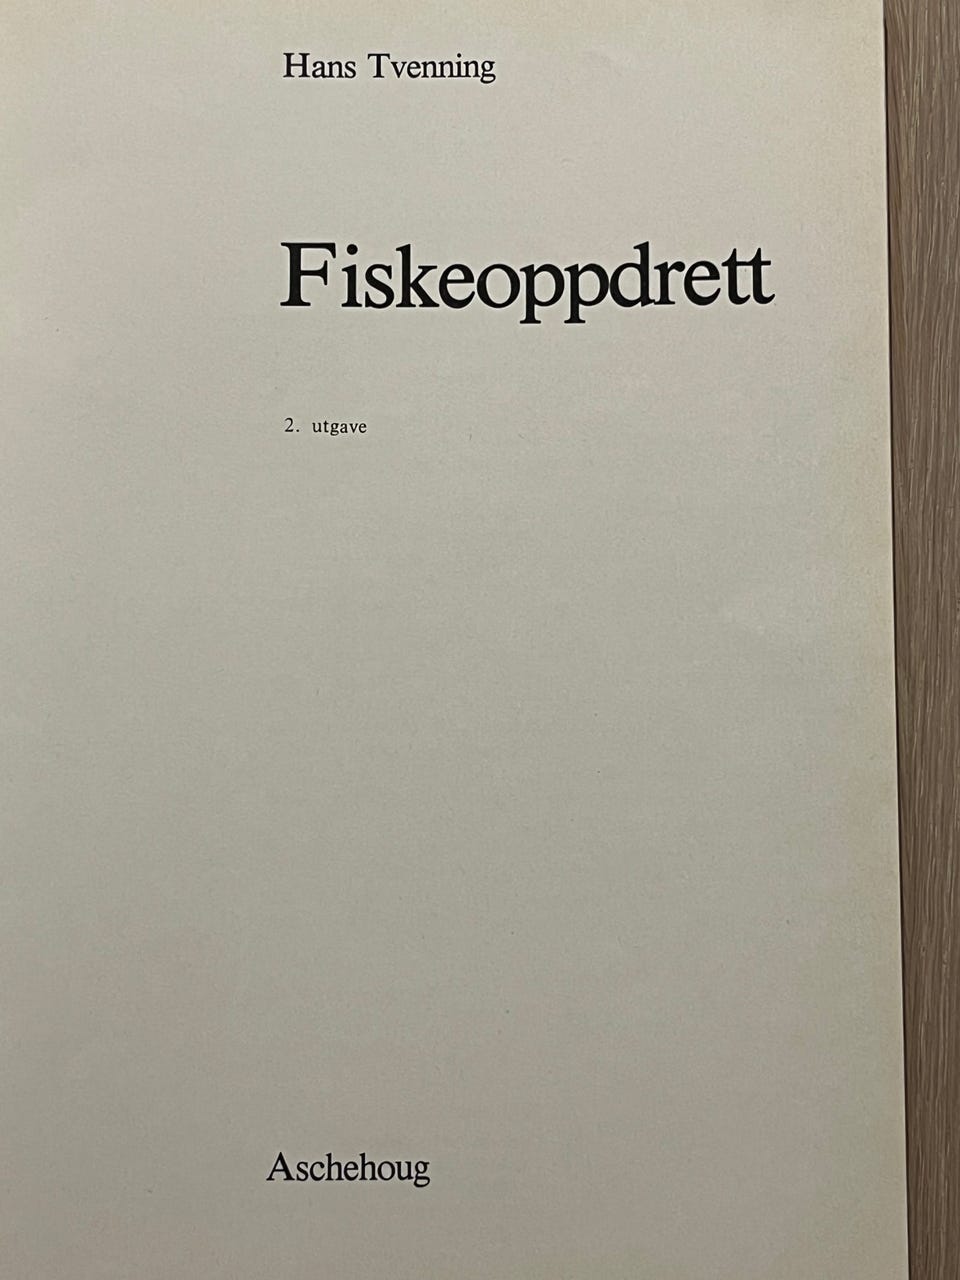 Hans Tvenning
Fiskeoppdrett
2. utgave
Aschehoug